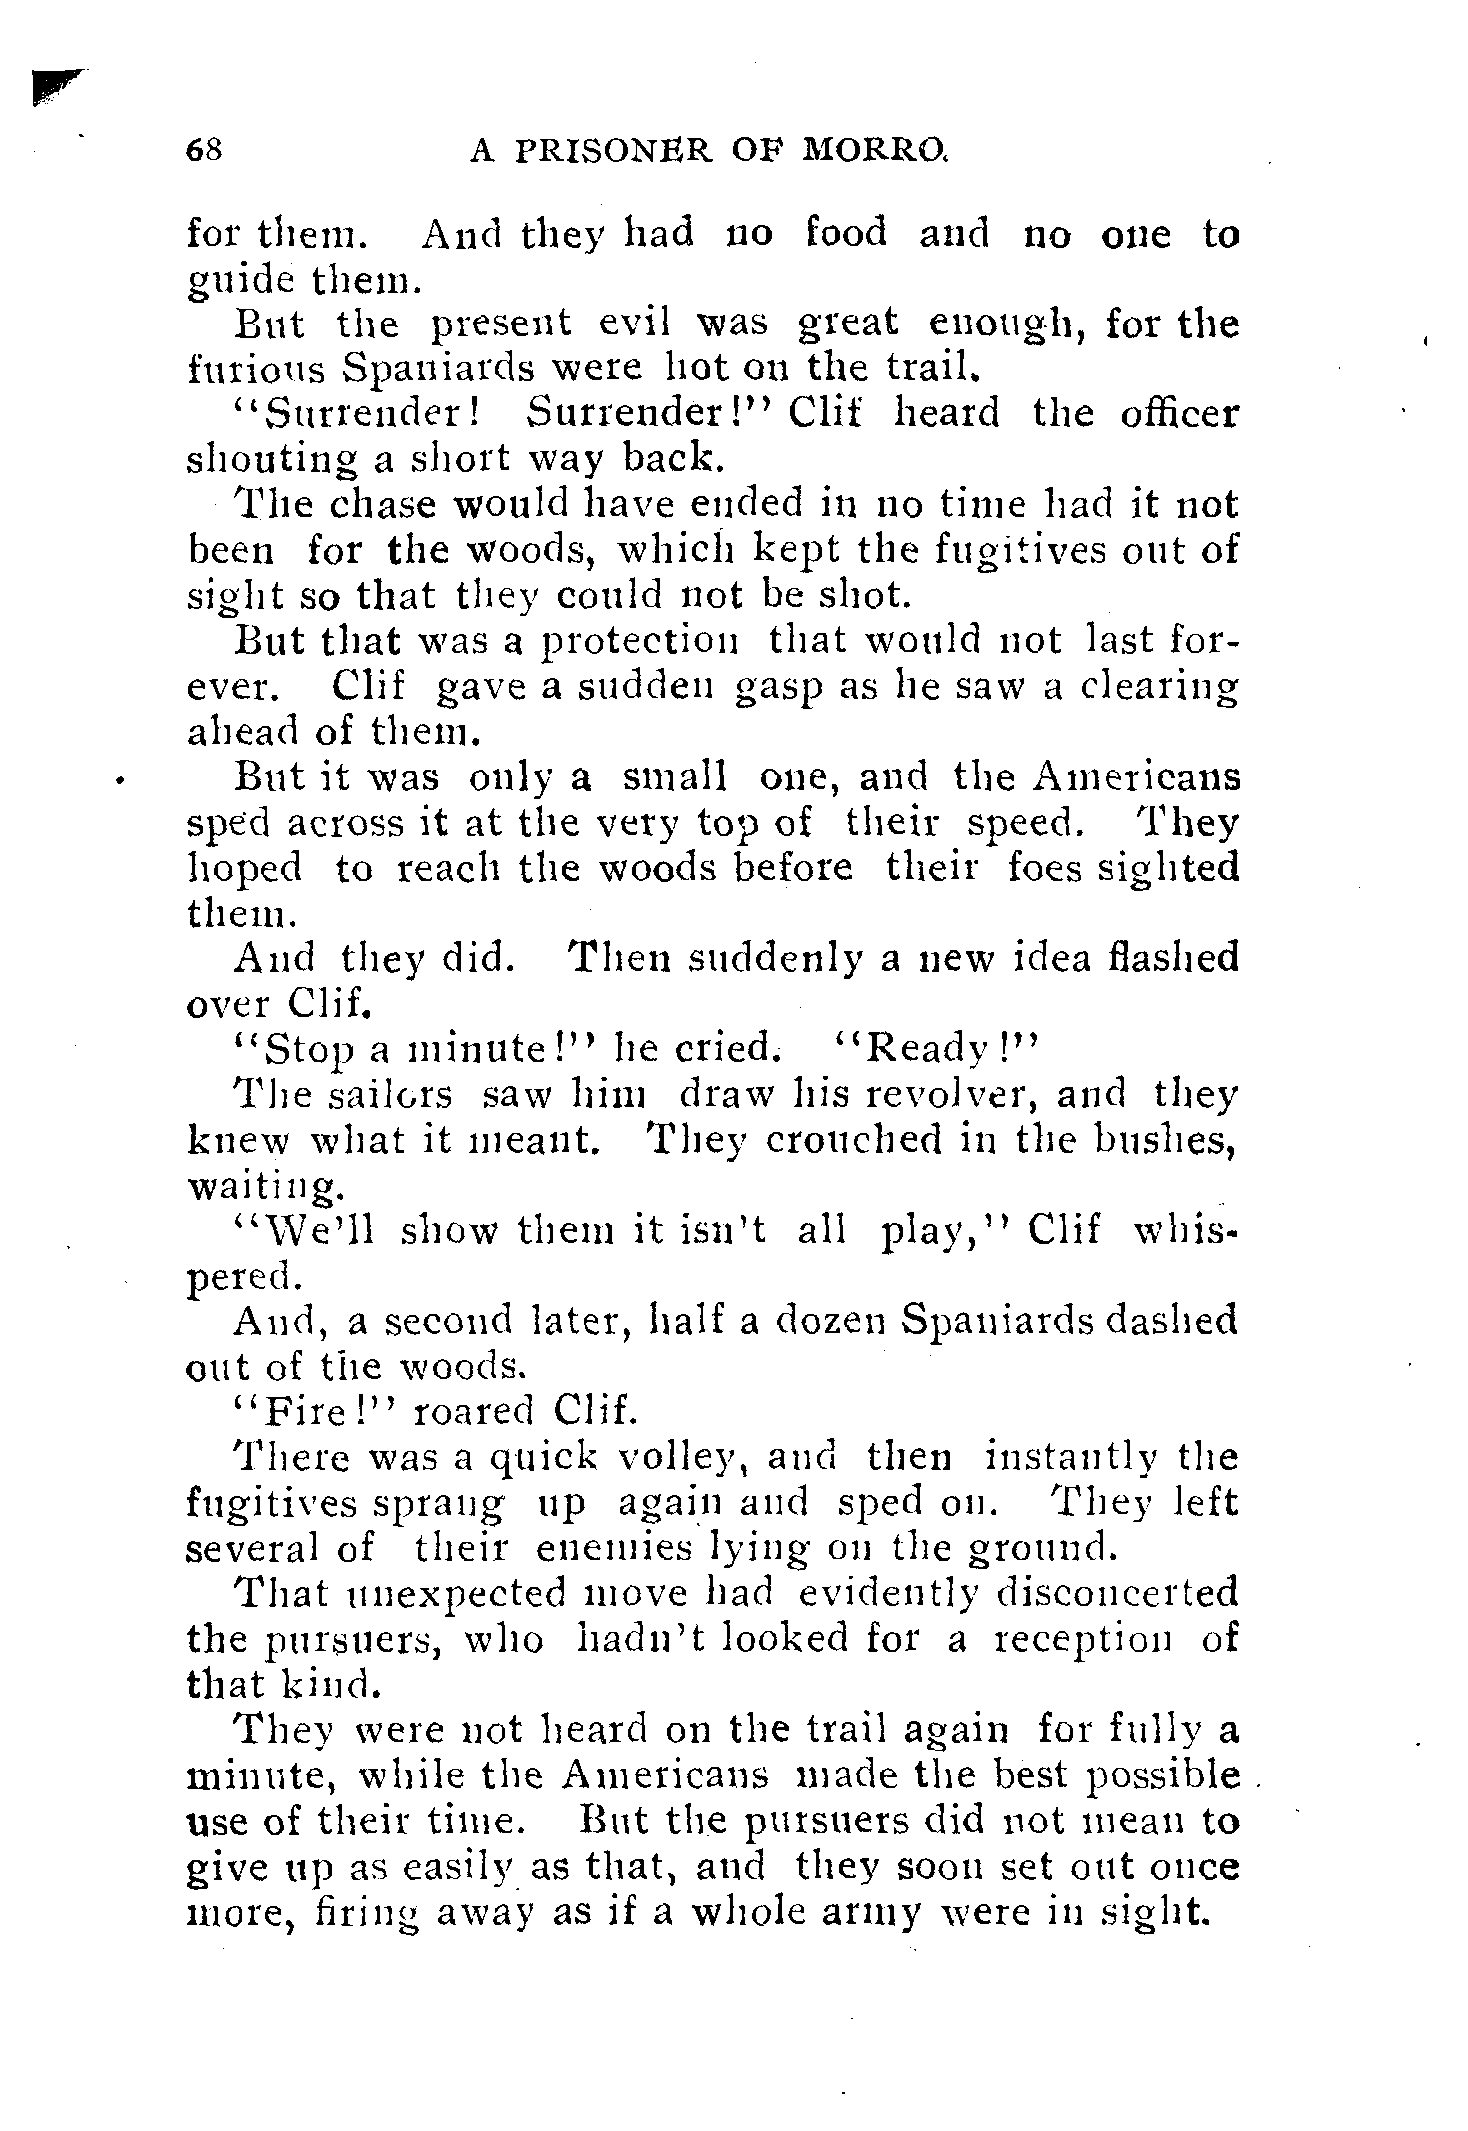 68 A PRISONER OF MORRO.
for them. And they had no food and no one to
guide them.
But the present evil was great enough, for the
furious Spaniards were hot on the trail.
"Surrender! Surrender!" Clif heard the officer
shouting a short way back.
The chase would have ended in no time had it not
been for the woods, which kept the fugitives out of
sight so that they could not be shot.
But that was a protection that would not last for-
ever. Clif gave a sudden gasp as he saw a clearing
ahead of them.
But it was only a small one, and the Americans
sped across it at the very top of their speed. They
hoped to reach the woods before their foes sighted
them.
And they did. Then suddenly a new idea flashed
over Clif.
"Stop a minute!" he cried. "Ready!"
The sailors saw him draw his revolver, and they
knew what it meant. They crouched in the bushes,
waiting.
"We'll show them it isn't all play," Clif whis-
pered.
And, a second later, half a dozen Spaniards dashed
out of the woods.
"Fire!" roared Clif.
There was a quick volley, and then instantly the
fugitives sprang up again and sped on. They left
several of their enemies lying on the ground.
That unexpected move had evidently disconcerted
the pursuers, who hadn't looked for a reception of
that kind.
They were not heard on the trail again for fully a
minute, while the Americans made the best possible
use of their time. But the pursuers did not mean to
give up as easily as that, and they soon set out once
more, firing away as if a whole army were in sight.